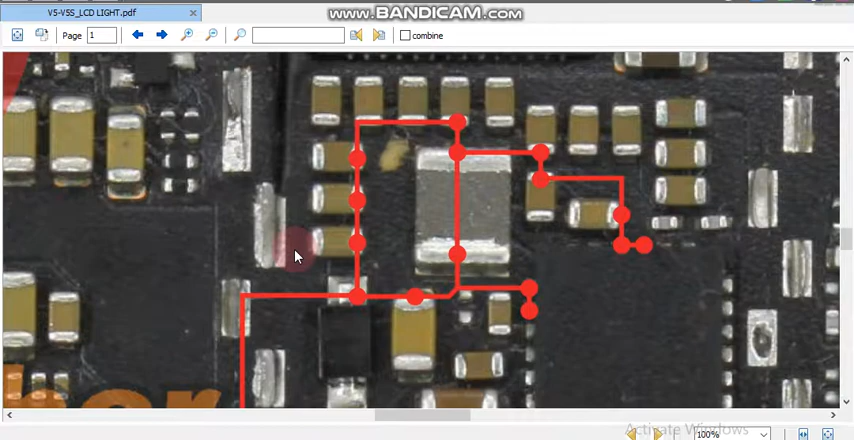 www.BANDICAM.com
V5-V5S_LCD LIGHT.pdf
Page 1
combine
Activate Windows
100%